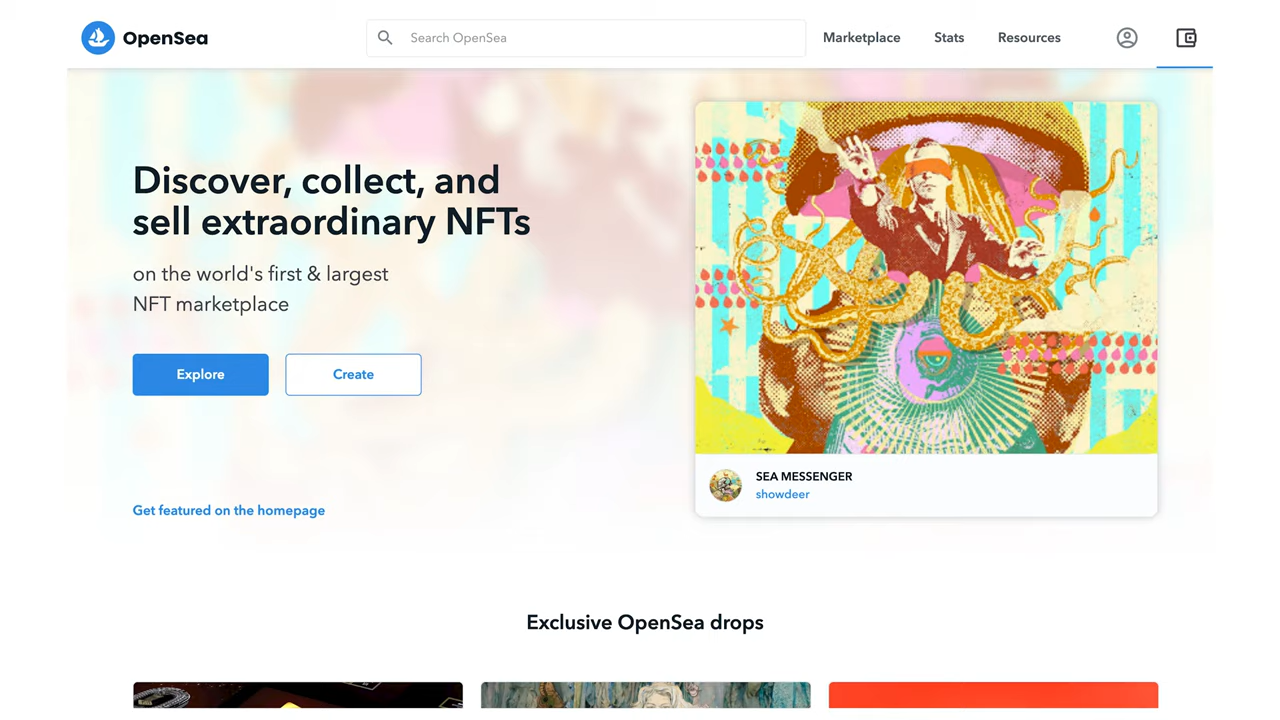 OpenSea
Search OpenSea
Marketplace
Stats
Resources
Discover, collect, and
sell extraordinary NFTs
on the world's first & largest
NFT marketplace
Explore
Create
Get featured on the homepage
SEA MESSENGER
showdeer
Exclusive OpenSea drops